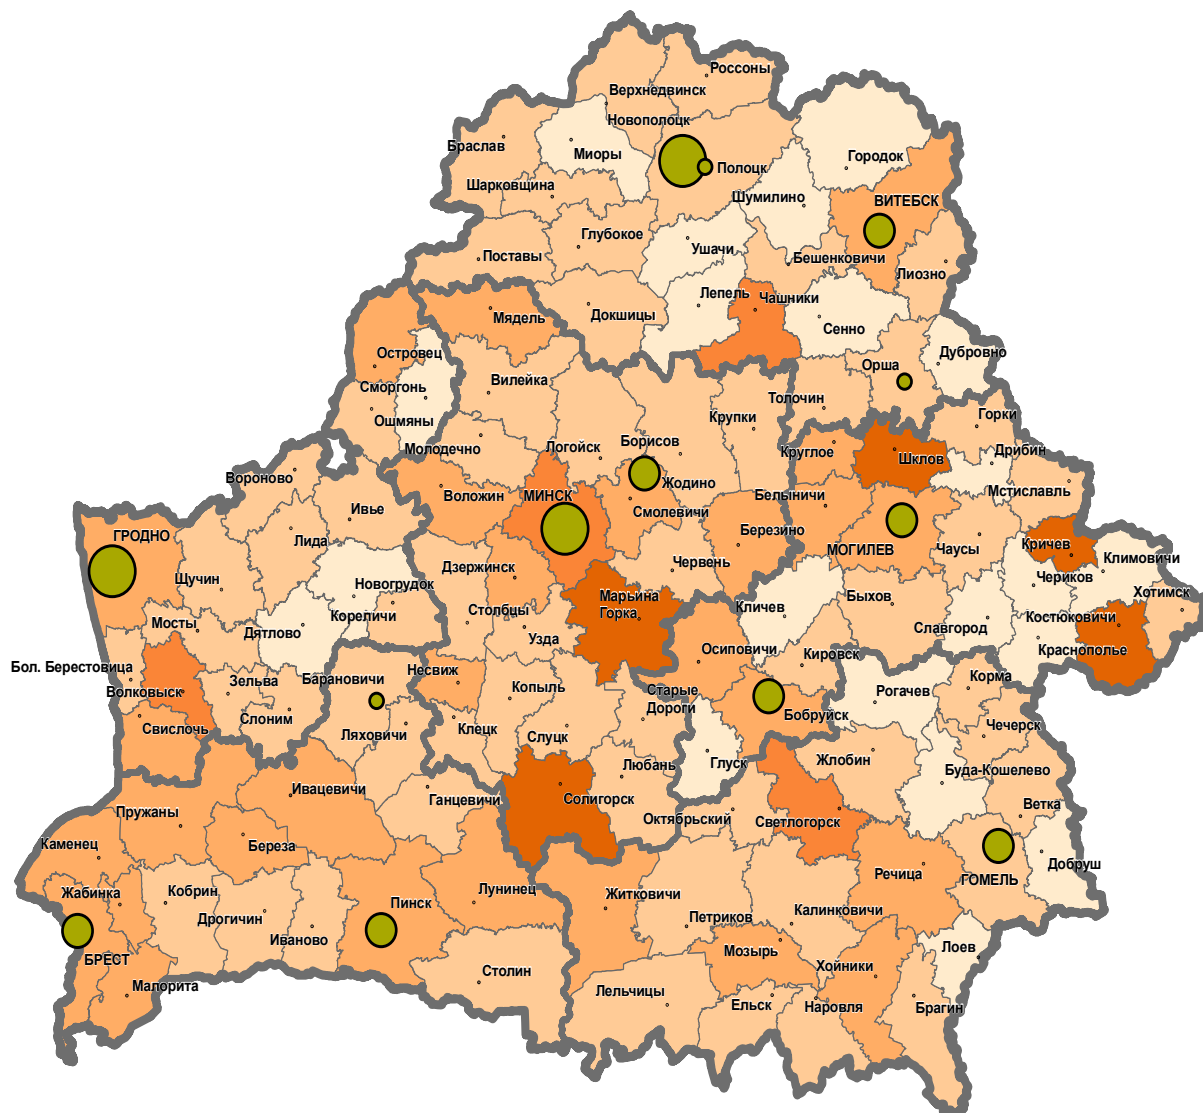 Россоны
Верхнедвинск
Новополоцк
Браслав
Миоры
Городок
Полоцк
Шарковщина
Шумилино
ВИТЕБСК
Глубокое
Ушачи
Поставы
Бешенковичи
Лиозно
Лепель
Чашники
Мядель
Докшицы
Сенно
Островец
Дубровно
Орша
Вилейка
Сморгонь
Толочин
Ошмяны
Крупки
Горки
Молодечно
Логойск
Борисов
Круглое
Шклов
Дрибин
Вороново
Жодино
Мстиславль
Воложин
МИНСК
Белыничи
Ивье
Смолевичи
Березино
ГРОДНО
Лида
МОГИЛЕВ
Чаусы
Кричев
Климовичи
Дзержинск
Червень
Щучин
Новогрудок
Чериков
Хотимск
Марьина
Горка
Быхов
Столбцы
Кличев
Кореличи
Мосты
Дятлово
Узда
Славгород
Костюковичи
Краснополье
Осиповичи
Кировск
Бол. Берестовица
Несвиж
Зельва
Барановичи
Корма
Волковыск
Копыль
Старые
Дороги
Рогачев
Слоним
Бобруйск
Свислочь
Клецк
Чечерск
Ляховичи
Слуцк
Глуск
Жлобин
Любань
Буда-Кошелево
Ивацевичи
Ганцевичи
Солигорск
Ветка
Пружаны
Октябрьский
Светлогорск
Каменец
Береза
Добруш
Речица
ГОМЕЛЬ
Жабинка
Кобрин
Лунинец
Житковичи
Пинск
Дрогичин
Калинковичи
Петриков
Иваново
Лоев
Мозырь
БРЕСТ
Столин
Хойники
Малорита
Лельчицы
Ельск
Наровля
Брагин